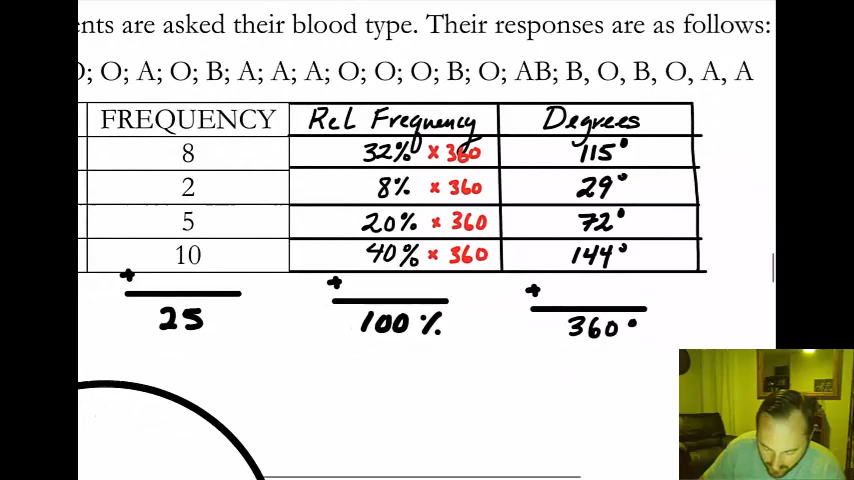 ents are asked their blood type. Their responses are as follows:
O; O; A; O; B; A; A; A; O; O; O; B; O; AB; B, O, B, O, A, A
FREQUENCY Rel Frequency Degrees
8 32% × 360 115°
2 8% × 360 29°
5 20% × 360 72°
10 40% × 360 144°
+ + +
25 100% 360°